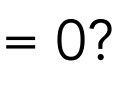 = 0?